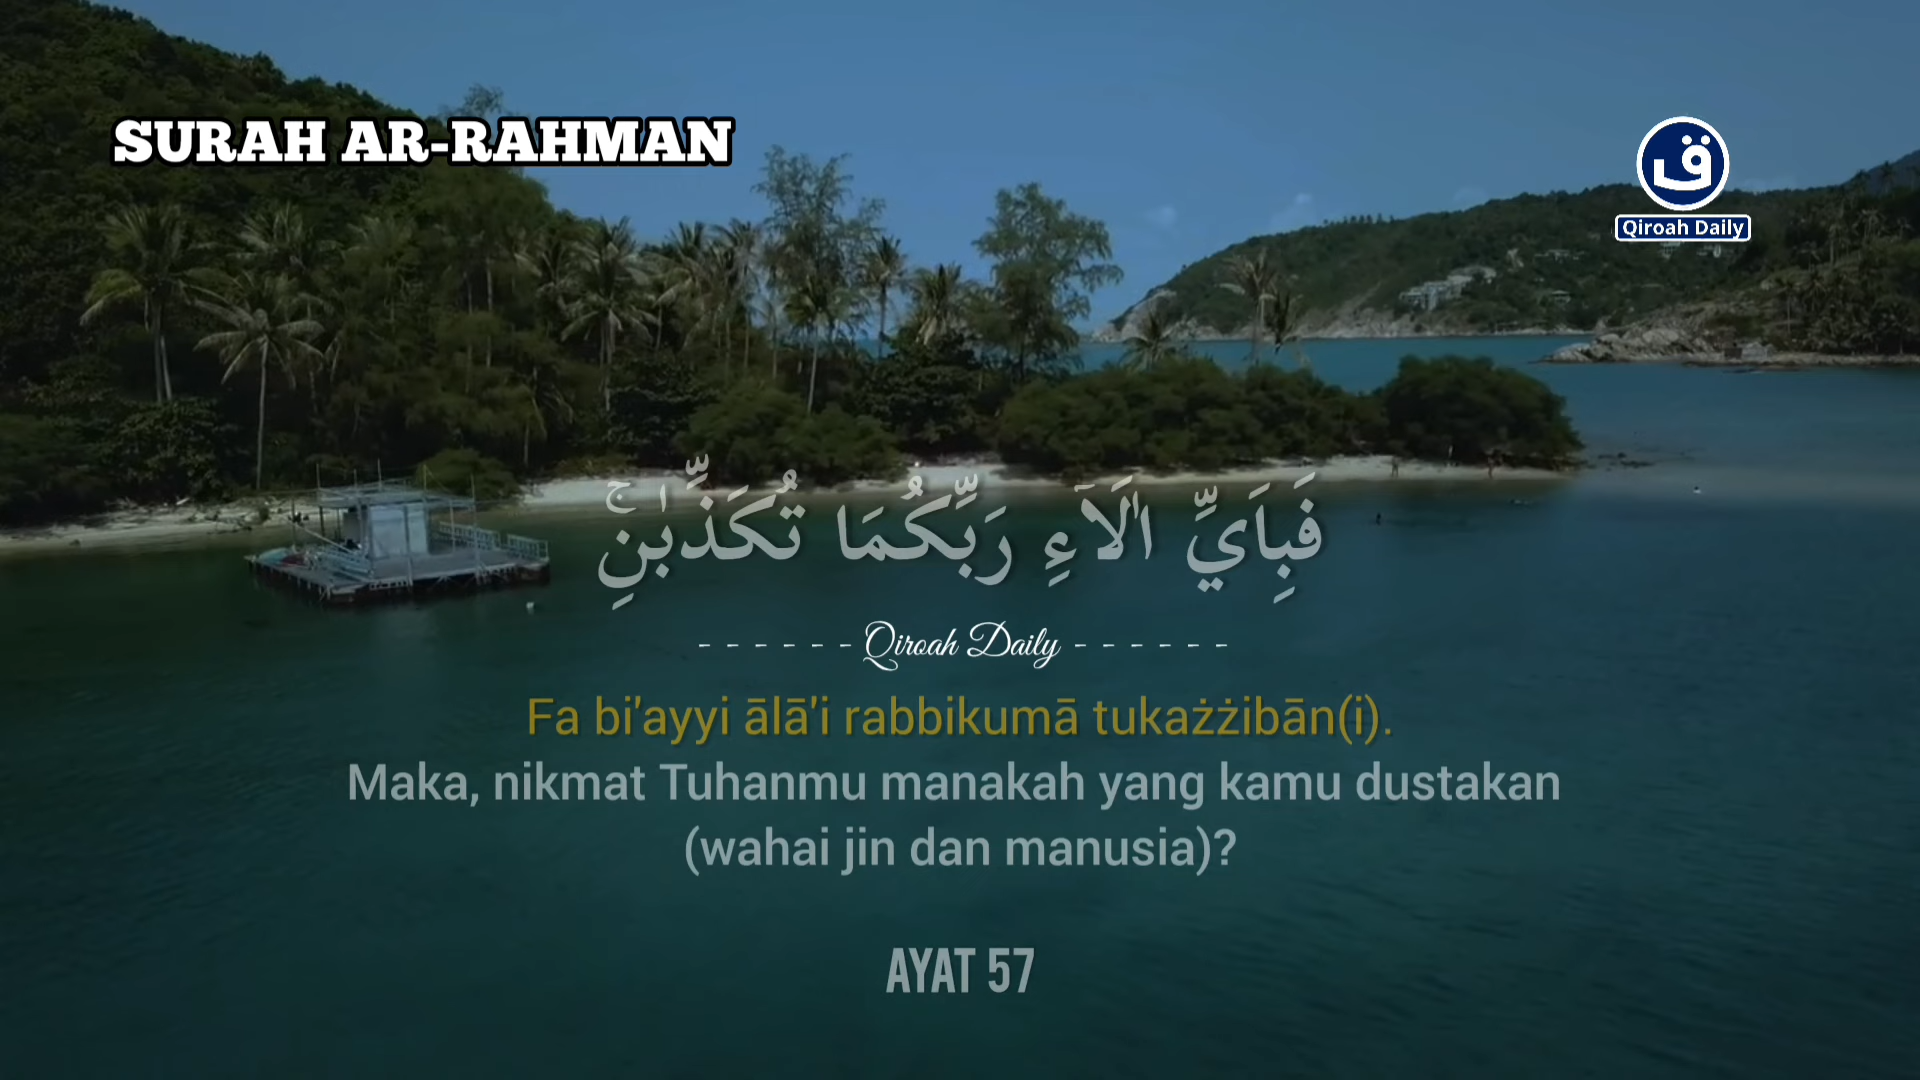 SURAH AR-RAHMAN
ق
Qiroah Daily
فَبِاَيِّ اٰلَاۤءِ رَبِّكُمَا تُكَذِّبٰنِۚ
- - - - - - Qiroah Daily - - - - - -
Fa bi'ayyi ālā'i rabbikumā tukażżibān(i).
Maka, nikmat Tuhanmu manakah yang kamu dustakan
(wahai jin dan manusia)?
AYAT 57